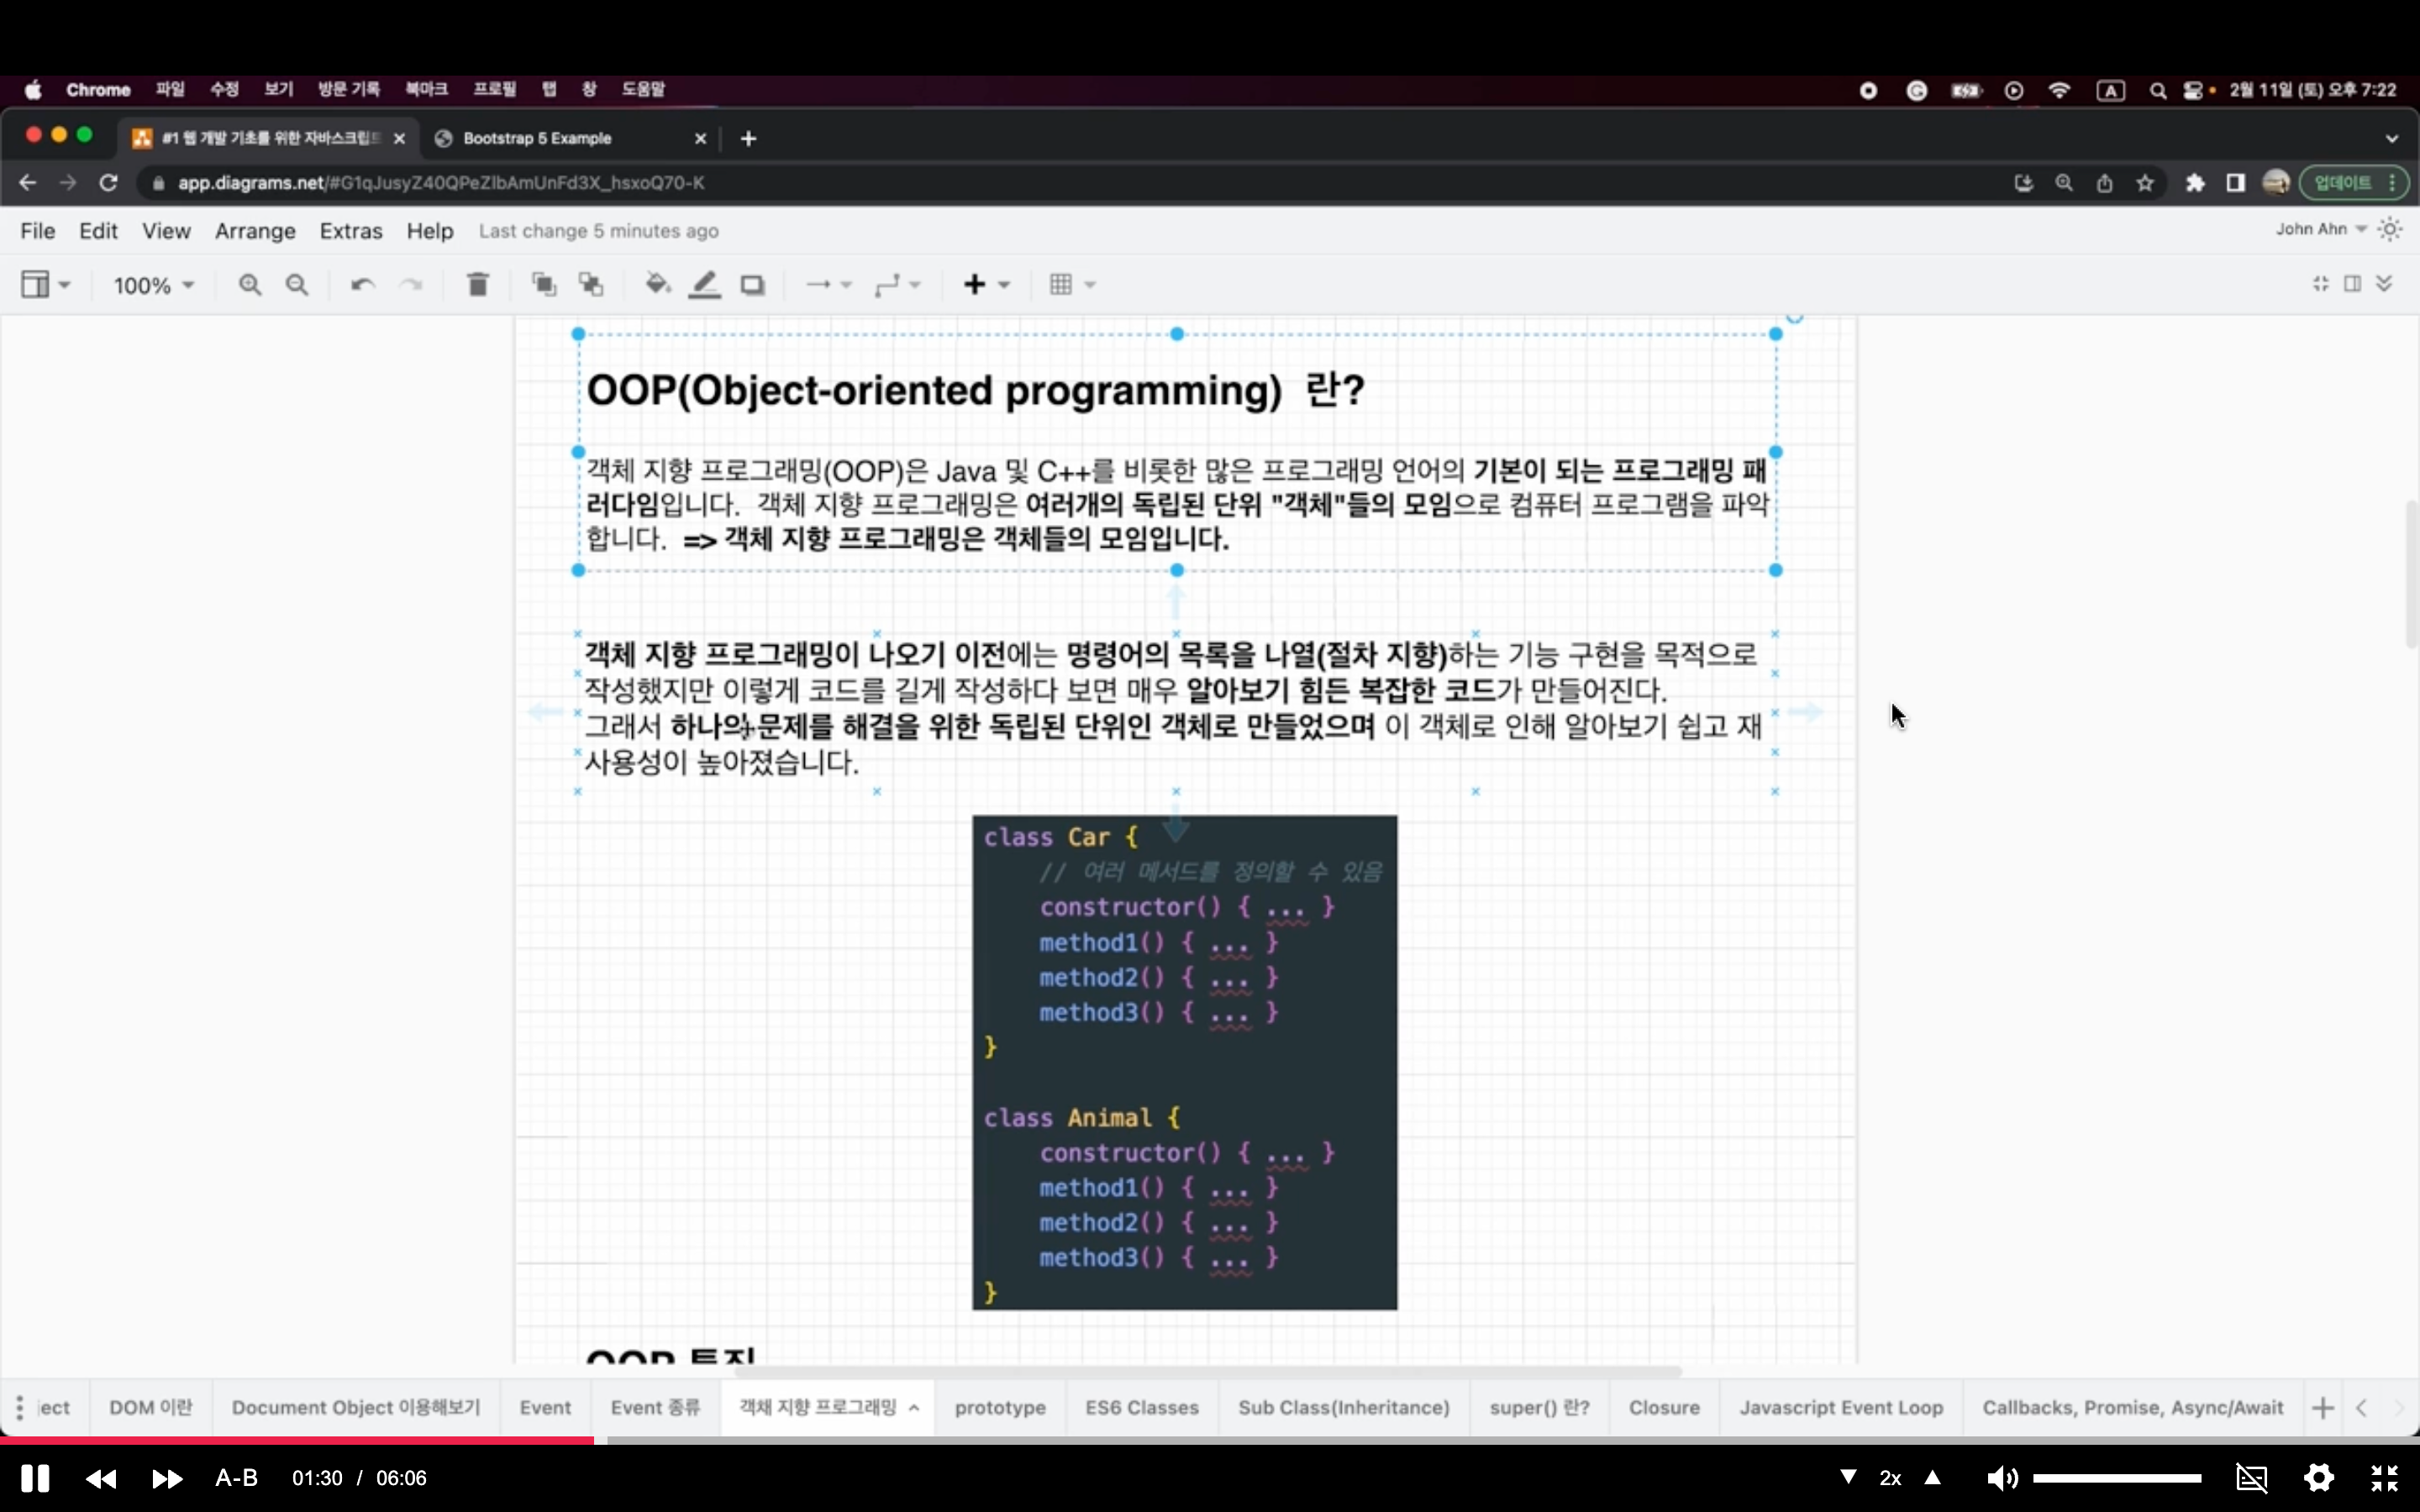 Chrome 파일 수정 보기 방문 기록 북마크 프로필 탭 창 도움말 A 2월 11일 (토) 오후 7:22
#1 웹 개발 기초를 위한 자바스크립트 Bootstrap 5 Example
app.diagrams.net/#G1qJusyZ40QPeZlbAmUnFd3X_hsxoQ70-K 업데이트
File Edit View Arrange Extras Help Last change 5 minutes ago John Ahn
100%
OOP(Object-oriented programming) 란?
객체 지향 프로그래밍(OOP)은 Java 및 C++를 비롯한 많은 프로그래밍 언어의 기본이 되는 프로그래밍 패
러다임입니다. 객체 지향 프로그래밍은 여러개의 독립된 단위 "객체"들의 모임으로 컴퓨터 프로그램을 파악
합니다. => 객체 지향 프로그래밍은 객체들의 모임입니다.
객체 지향 프로그래밍이 나오기 이전에는 명령어의 목록을 나열(절차 지향)하는 기능 구현을 목적으로
작성했지만 이렇게 코드를 길게 작성하다 보면 매우 알아보기 힘든 복잡한 코드가 만들어진다.
그래서 하나의 문제를 해결을 위한 독립된 단위인 객체로 만들었으며 이 객체로 인해 알아보기 쉽고 재
사용성이 높아졌습니다.
class Car {
// 여러 메서드를 정의할 수 있음
constructor() { ... }
method1() { ... }
method2() { ... }
method3() { ... }
}
class Animal {
constructor() { ... }
method1() { ... }
method2() { ... }
method3() { ... }
}
OOP 특징
ject DOM 이란 Document Object 이용해보기 Event Event 종류 객채 지향 프로그래밍 prototype ES6 Classes Sub Class(Inheritance) super() 란? Closure Javascript Event Loop Callbacks, Promise, Async/Await
A-B 01:30 / 06:06 2x